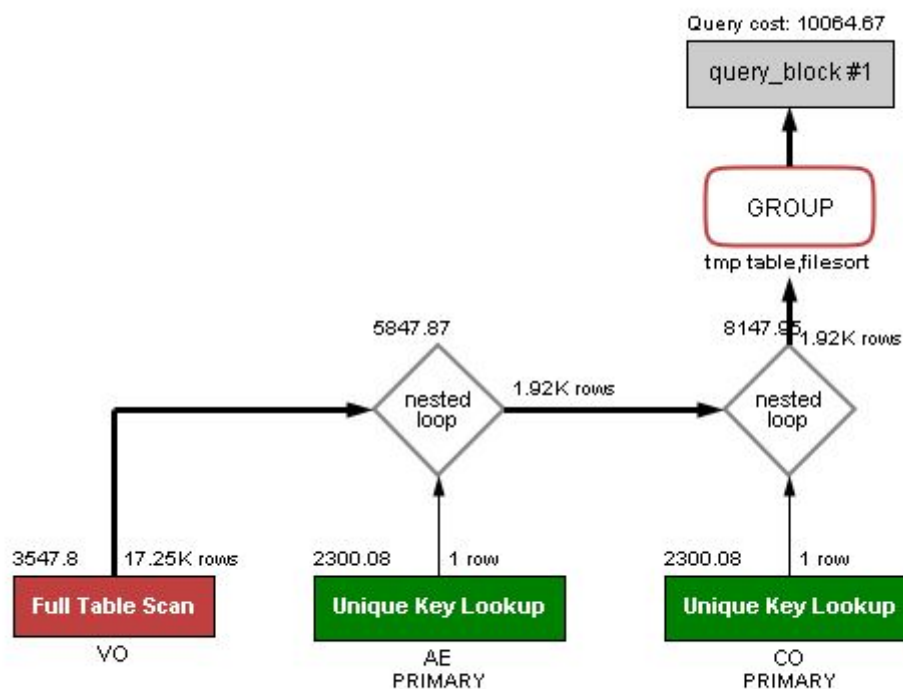 Query cost: 10064.67
query_block #1
GROUP
tmp table,filesort
5847.87
8147.95
1.92K rows
nested
loop
1.92K rows
nested
loop
3547.8
17.25K rows
2300.08
1 row
2300.08
1 row
Full Table Scan
Unique Key Lookup
Unique Key Lookup
VO
AE
CO
PRIMARY
PRIMARY